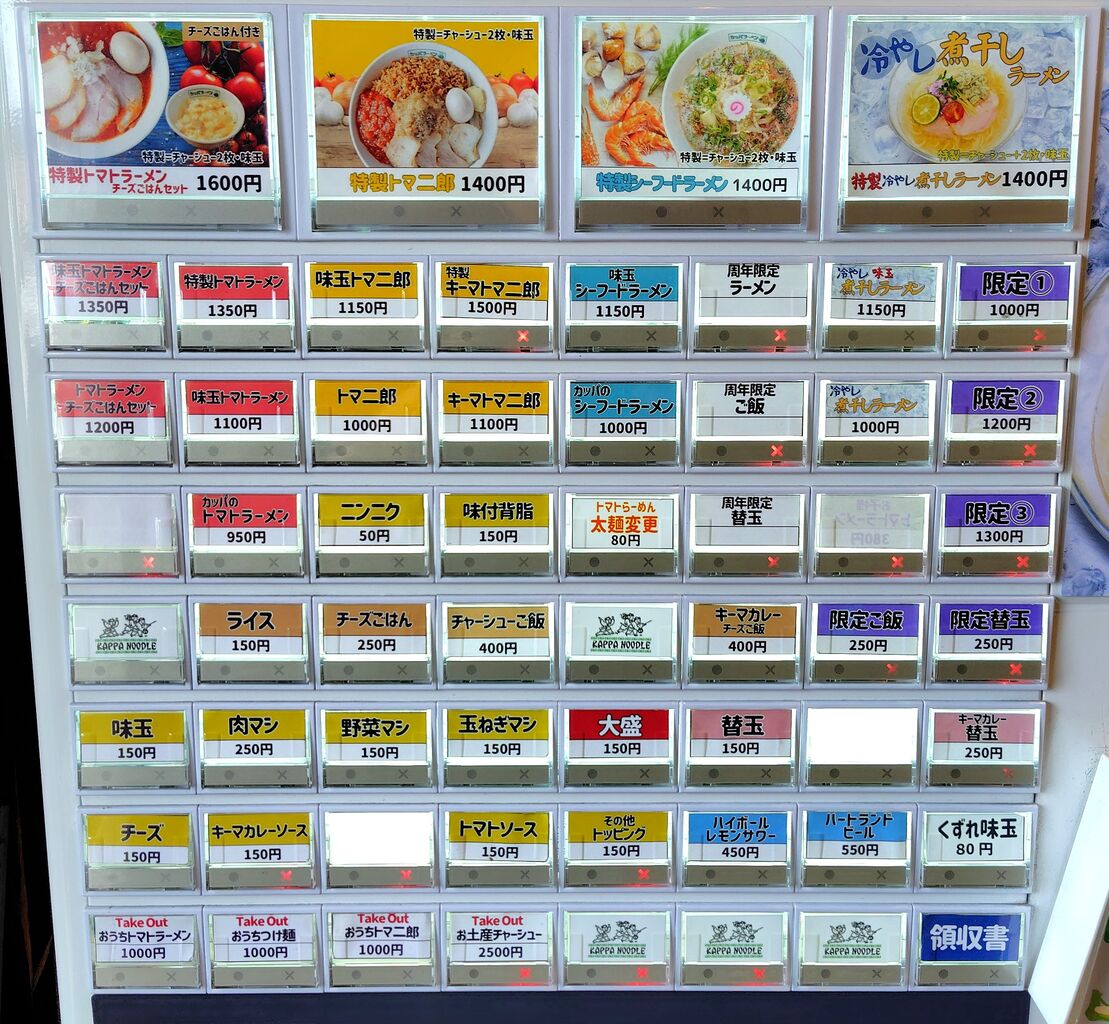 チーズごはん付き
特製=チャーシュー2枚・味玉
特製トマトラーメン
チーズごはんセット
1600円
特製=チャーシュー2枚・味玉
カッパラーメン
特製トマ二郎 1400円
カッパラーメン
特製=チャーシュー2枚・味玉
特製シーフードラーメン 1400円
冷やし煮干し
ラーメン
特製=チャーシュー+2枚・味玉
特製冷やし煮干しラーメン1400円
味玉トマトラーメン
チーズごはんセット
1350円
特製トマトラーメン
1350円
味玉トマ二郎
1150円
特製
キーマトマ二郎
1500円
味玉
シーフードラーメン
1150円
周年限定
ラーメン
冷やし 味玉
煮干しラーメン
1150円
限定①
1000円
トマトラーメン
チーズごはんセット
1200円
味玉トマトラーメン
1100円
トマ二郎
1000円
キーマトマ二郎
1100円
カッパの
シーフードラーメン
1000円
周年限定
ご飯
冷やし
煮干しラーメン
1000円
限定②
1200円
カッパの
トマトラーメン
950円
ニンニク
50円
味付背脂
150円
トマトらーめん
太麺変更
80円
周年限定
替玉
お子様
トマトラーメン
380円
限定③
1300円
KAPPA NOODLE
ライス
150円
チーズごはん
250円
チャーシューご飯
400円
KAPPA NOODLE
キーマカレー
チーズご飯
400円
限定ご飯
250円
限定替玉
250円
味玉
150円
肉マシ
250円
野菜マシ
150円
玉ねぎマシ
150円
大盛
150円
替玉
150円
キーマカレー
替玉
250円
チーズ
150円
キーマカレーソース
150円
トマトソース
150円
その他
トッピング
150円
ハイボール
レモンサワー
450円
ハートランド
ビール
550円
くずれ味玉
80円
Take Out
おうちトマトラーメン
1000円
Take Out
おうちつけ麺
1000円
Take Out
おうちトマ二郎
1000円
Take Out
お土産チャーシュー
2500円
KAPPA NOODLE
KAPPA NOODLE
KAPPA NOODLE
領収書